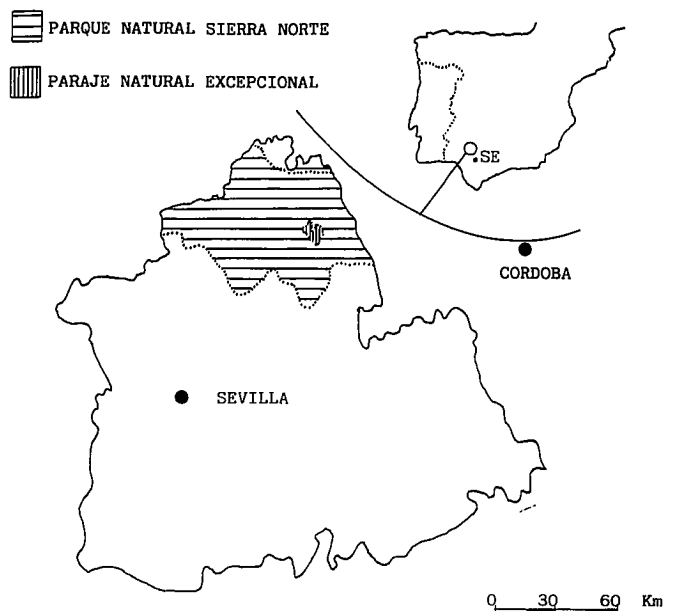 PARQUE NATURAL SIERRA NORTE
PARAJE NATURAL EXCEPCIONAL
SE
CORDOBA
SEVILLA
0 30 60 Km